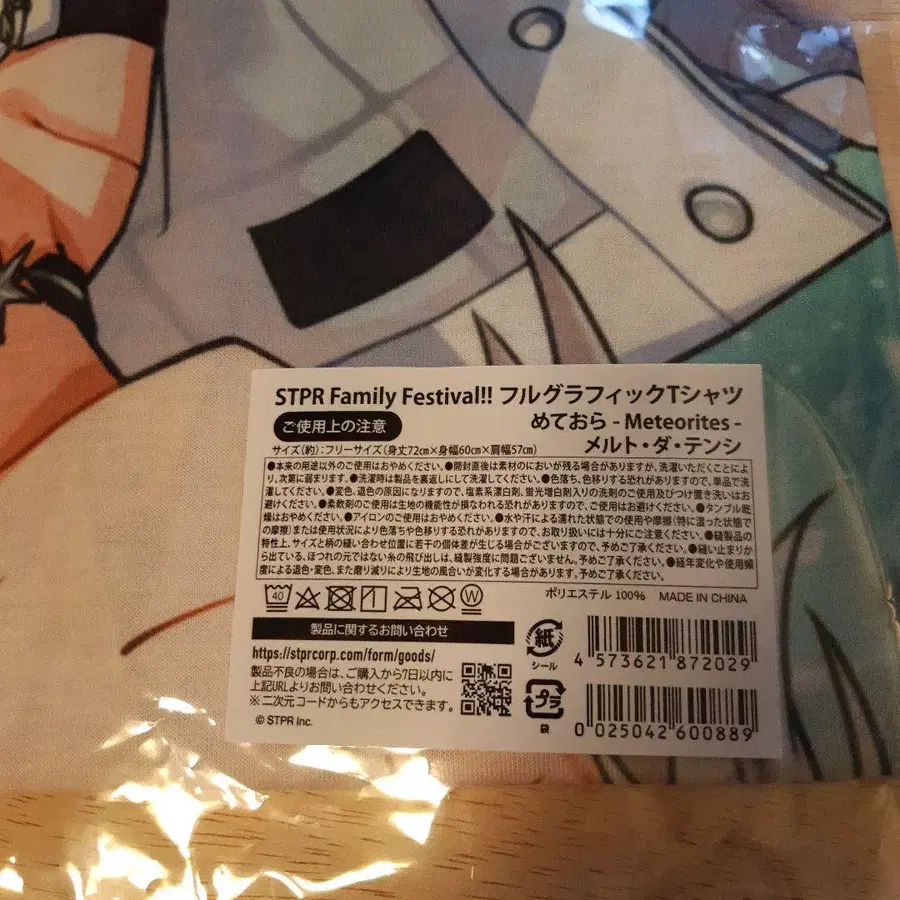 STPR Family Festival!! フルグラフィックTシャツ
めておら - Meteorites -
ご使用上の注意
メルト・ダ・テンシ
サイズ（約）：フリーサイズ（身丈72cm×身幅60cm×肩幅57cm）
●本来の用途以外のご使用はおやめください。●開封直後は素材のにおいが残る場合がありますが、洗濯いただくことによ
り、次第に弱まります。●洗濯時は製品を裏返しにして洗濯してください。●色落ち、色移りする恐れがありますので、単品で洗
濯してください。●変色、退色の原因になりますので、塩素系漂白剤、蛍光増白剤入りの洗剤のご使用及びつけ置き洗いはお
避けください。●柔軟剤のご使用は生地の機能性が損なわれる恐れがありますので、ご使用はお避けください。●タンブル乾
燥はおやめください。●アイロンのご使用はおやめください。●水や汗による濡れた状態での使用や摩擦（特に湿った状態で
の摩擦）または使用状況により色落ちや色移りする恐れがありますので、お取り扱いには十分にご注意ください。●縫製品の
特性上、サイズと柄の縫い合わせ位置に若干の個体差が生じる場合がございますので、予めご了承ください。●縫い止まりか
ら出ている、ほつれの元ではない糸の飛び出しは、縫製強度に問題ございません。予めご了承ください。●経年変化や使用頻
度による退色・変色、また磨り減りにより生地の風合いが変化する場合があります。予めご了承ください。
40 W
ポリエステル 100% MADE IN CHINA
製品に関するお問い合わせ
https://stprcorp.com/form/goods/
製品不良の場合は、ご購入から7日以内に
上記URLよりお問い合わせください。
※二次元コードからもアクセスできます。
© STPR Inc.
紙
シール
4 573621 872029
プラ
袋
0 025042 600889